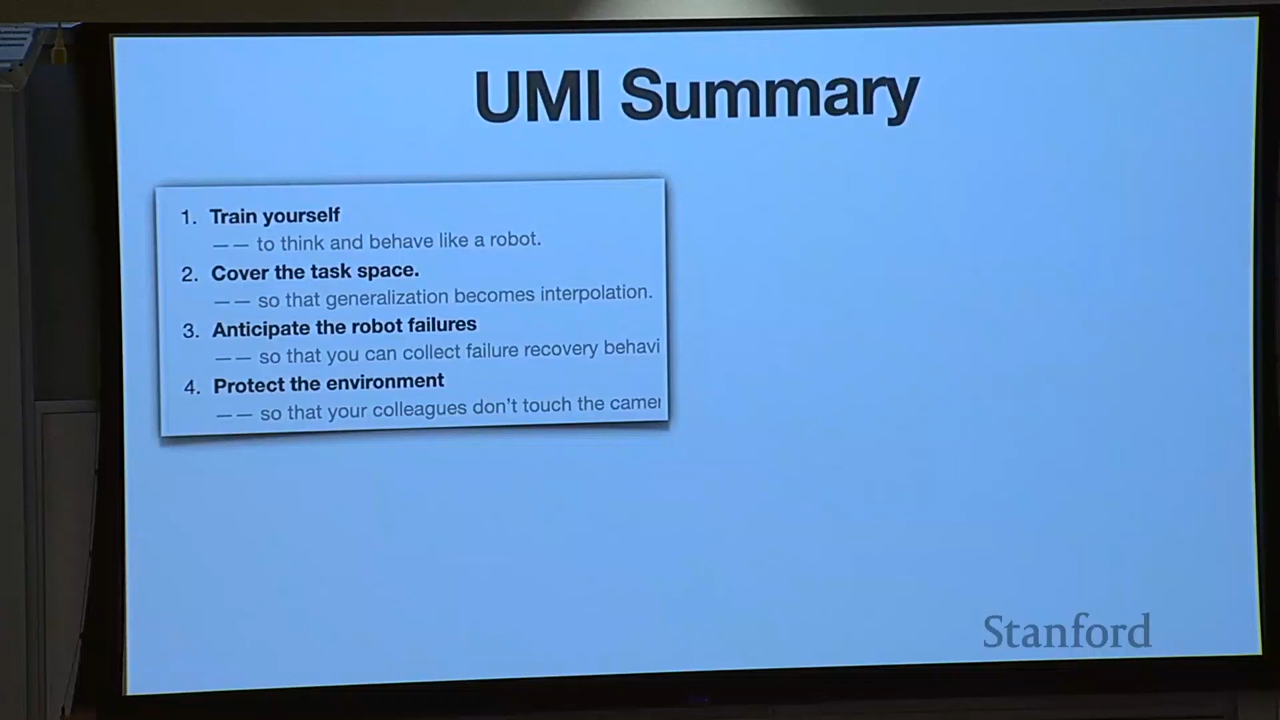 UMI Summary
1. Train yourself
—— to think and behave like a robot.
2. Cover the task space.
—— so that generalization becomes interpolation.
3. Anticipate the robot failures
—— so that you can collect failure recovery behavi
4. Protect the environment
—— so that your colleagues don't touch the camer
Stanford